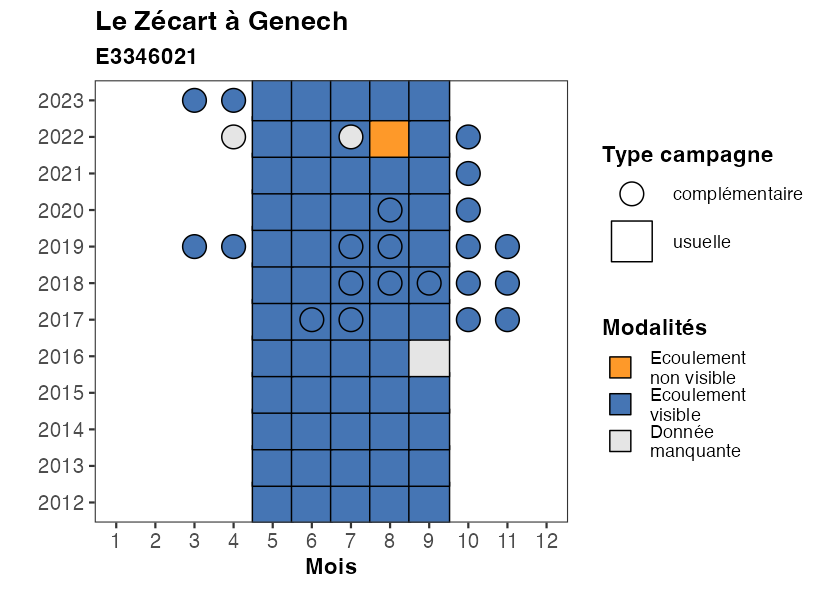 Le Zécart à Genech
E3346021
2023
2022
2021
2020
2019
2018
2017
2016
2015
2014
2013
2012
1 2 3 4 5 6 7 8 9 10 11 12
Mois
Type campagne
complémentaire
usuelle
Modalités
Ecoulement
non visible
Ecoulement
visible
Donnée
manquante